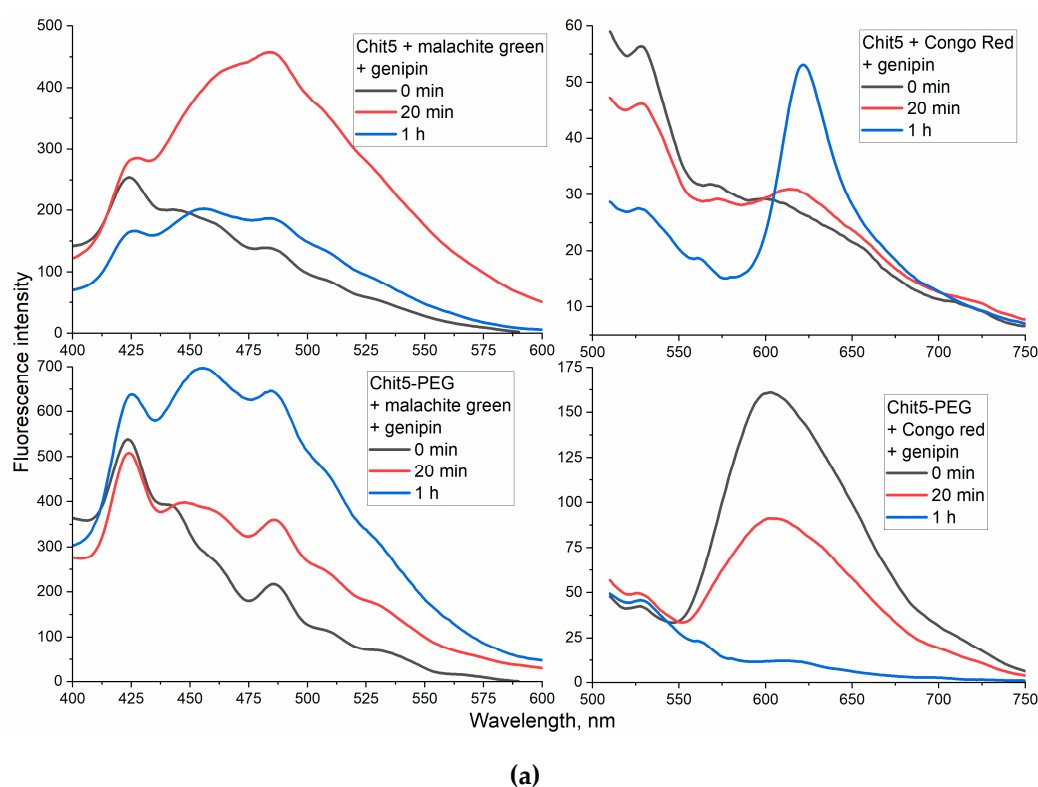 Fluorescence intensity
500
400
300
200
100
0
400 425 450 475 500 525 550 575 600
Chit5 + malachite green
+ genipin
0 min
20 min
1 h
60
50
40
30
20
10
500 550 600 650 700 750
Chit5 + Congo Red
+ genipin
0 min
20 min
1 h
700
600
500
400
300
200
100
0
400 425 450 475 500 525 550 575 600
Chit5-PEG
+ malachite green
+ genipin
0 min
20 min
1 h
175
150
125
100
75
50
25
0
500 550 600 650 700 750
Chit5-PEG
+ Congo red
+ genipin
0 min
20 min
1 h
Wavelength, nm
(a)